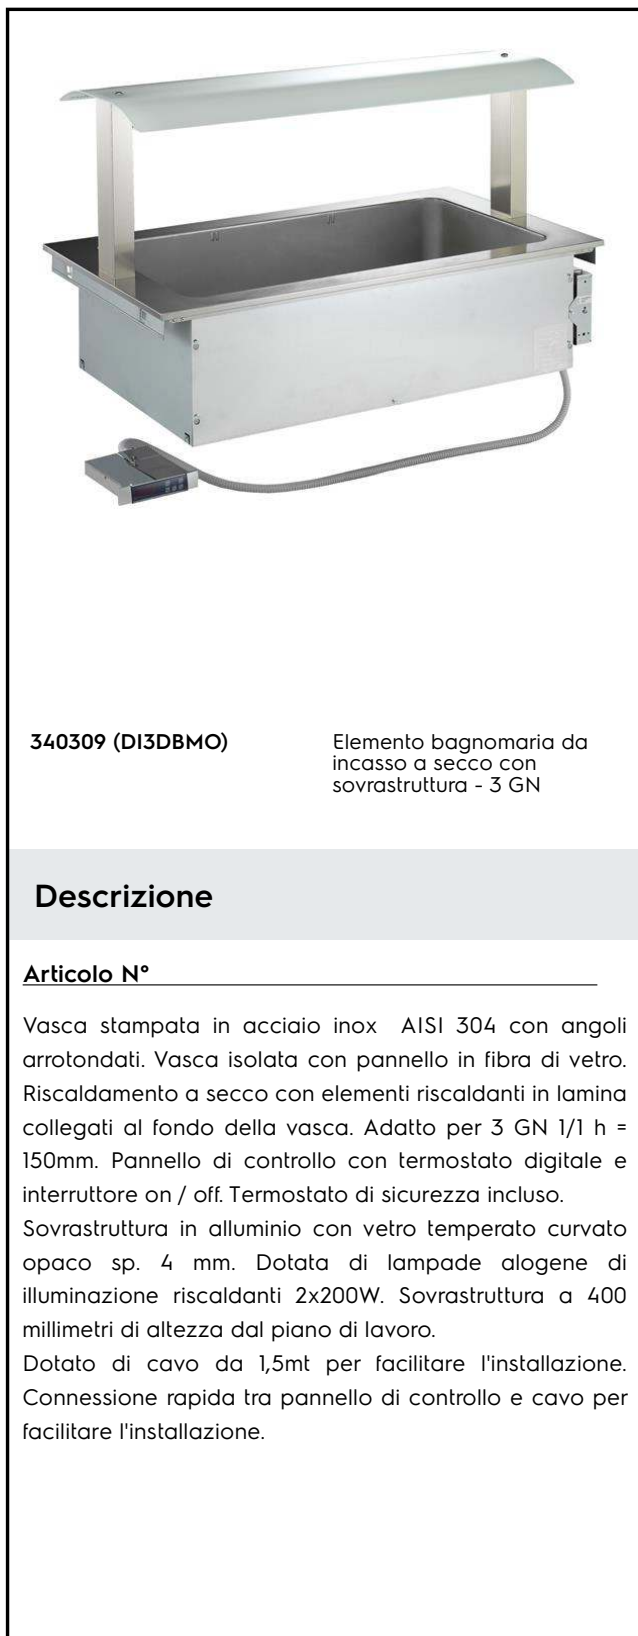 340309 (DI3DBMO)
Elemento bagnomaria da
incasso a secco con
sovrastruttura - 3 GN
Descrizione
Articolo N°
Vasca stampata in acciaio inox AISI 304 con angoli
arrotondati. Vasca isolata con pannello in fibra di vetro.
Riscaldamento a secco con elementi riscaldanti in lamina
collegati al fondo della vasca. Adatto per 3 GN 1/1 h =
150mm. Pannello di controllo con termostato digitale e
interruttore on / off. Termostato di sicurezza incluso.
Sovrastruttura in alluminio con vetro temperato curvato
opaco sp. 4 mm. Dotata di lampade alogene di
illuminazione riscaldanti 2x200W. Sovrastruttura a 400
millimetri di altezza dal piano di lavoro.
Dotato di cavo da 1,5mt per facilitare l'installazione.
Connessione rapida tra pannello di controllo e cavo per
facilitare l'installazione.